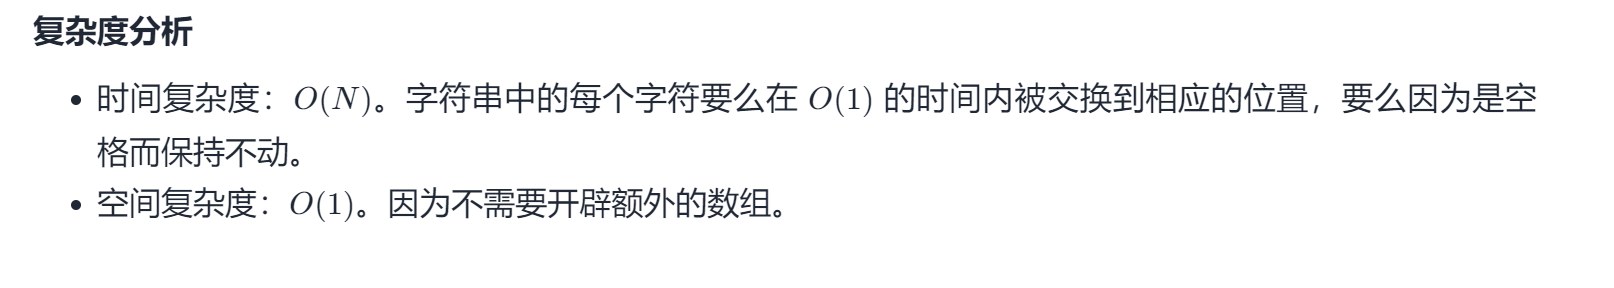 复杂度分析
• 时间复杂度：O(N)。字符串中的每个字符要么在 O(1) 的时间内被交换到相应的位置，要么因为是空
格而保持不动。
• 空间复杂度：O(1)。因为不需要开辟额外的数组。